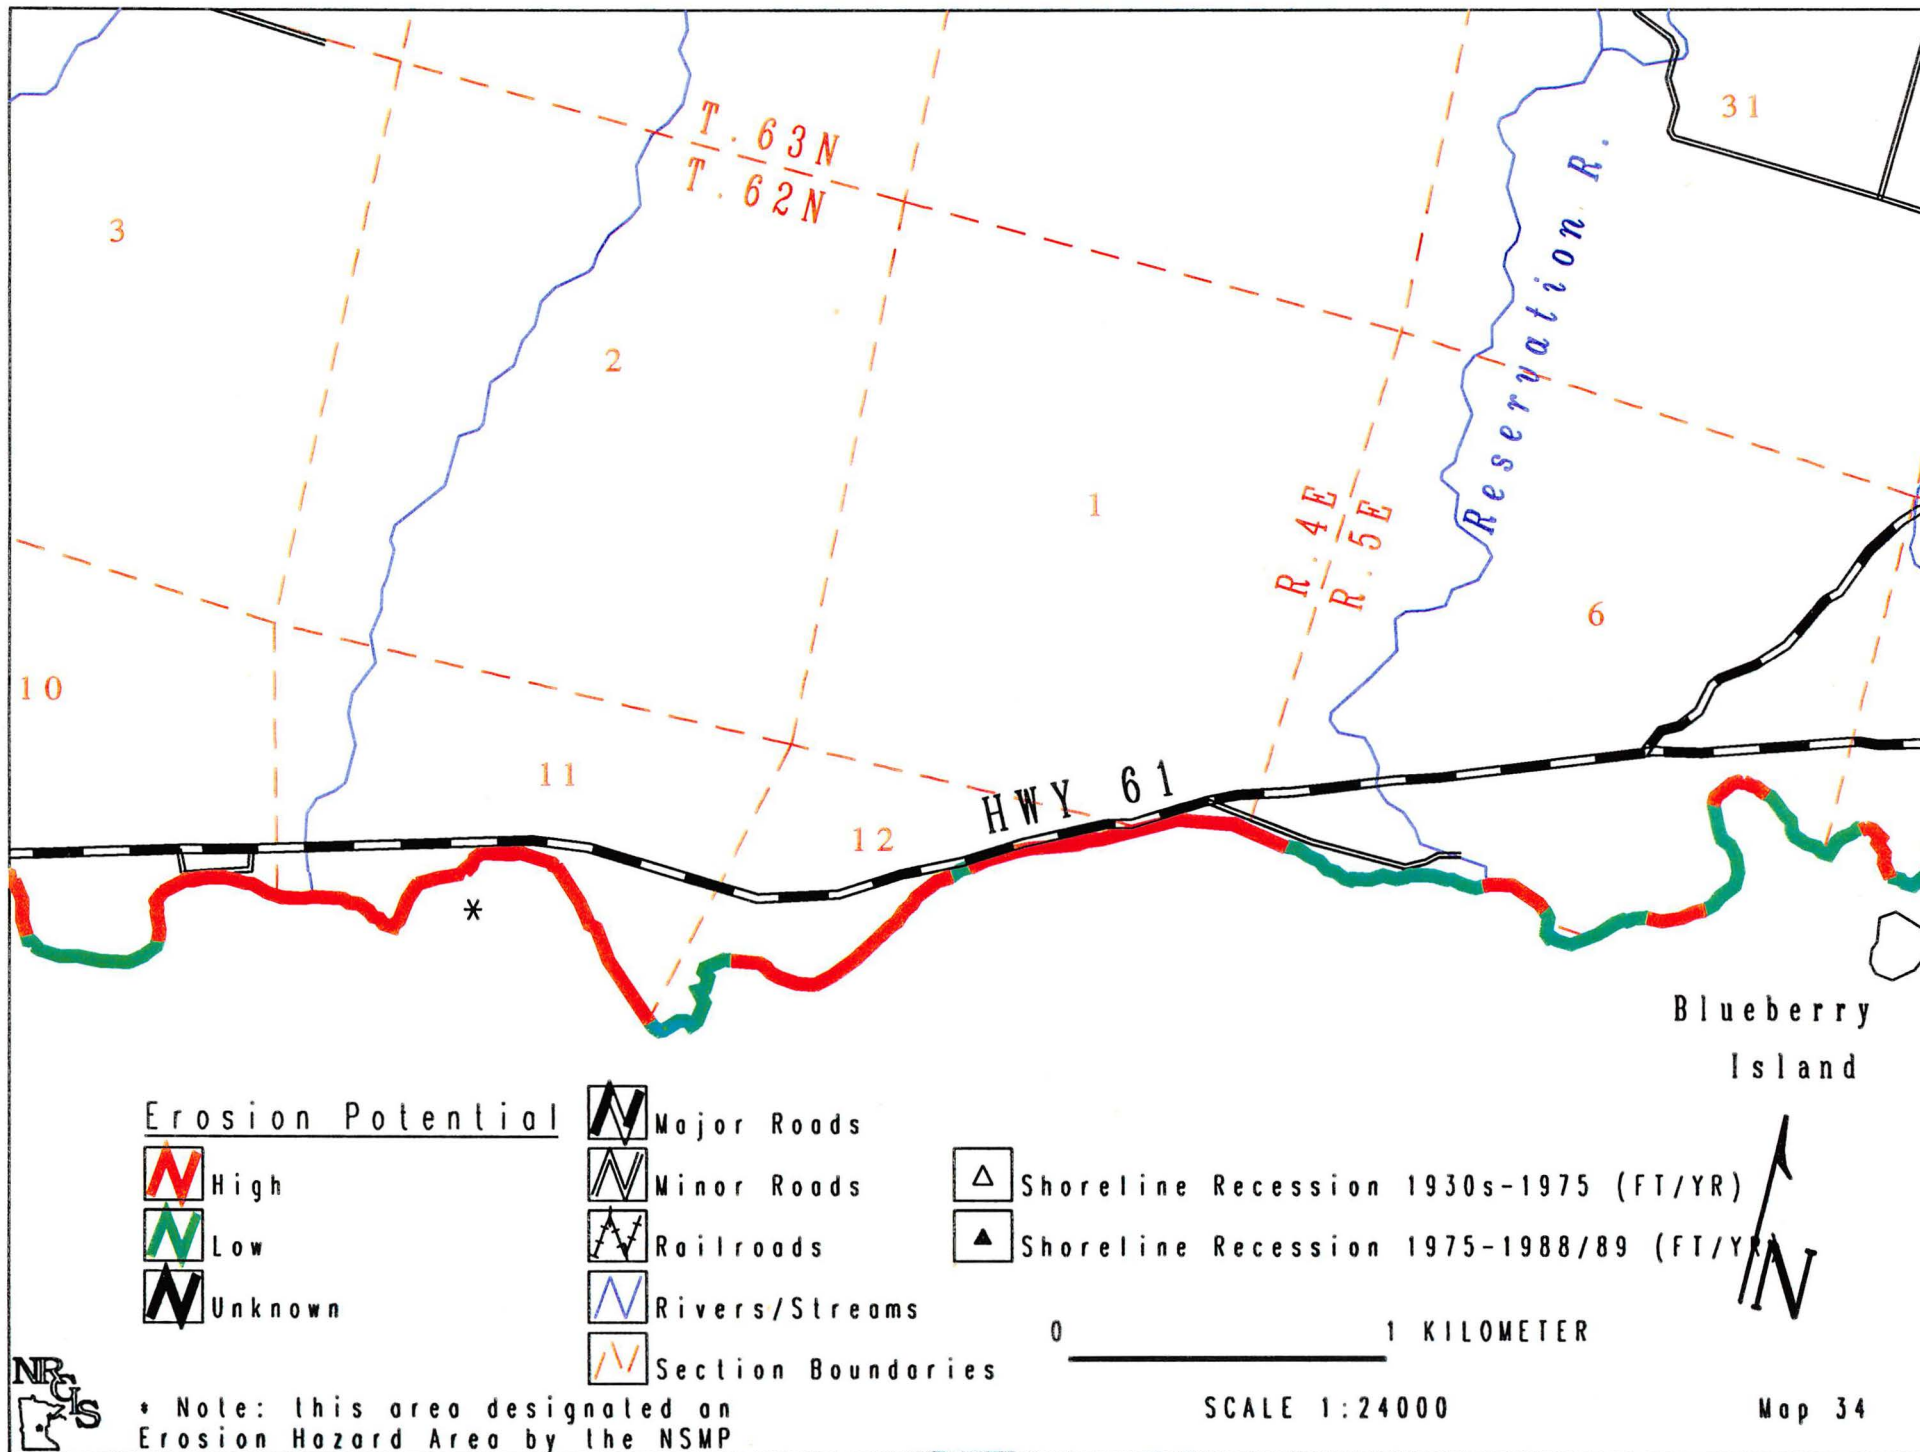 T. 63N
T. 62N
31
3
Reservation R.
2
1
R. 4E
R. 5E
6
10
11
HWY 61
12
*
Blueberry
Island
Erosion Potential
High
Low
Unknown
Major Roads
Minor Roads
Railroads
Rivers/Streams
Section Boundaries
Shoreline Recession 1930s-1975 (FT/YR)
Shoreline Recession 1975-1988/89 (FT/YR)
N
0 1 KILOMETER
SCALE 1:24000
Map 34
NRGIS
* Note: this area designated an
Erosion Hazard Area by the NSMP